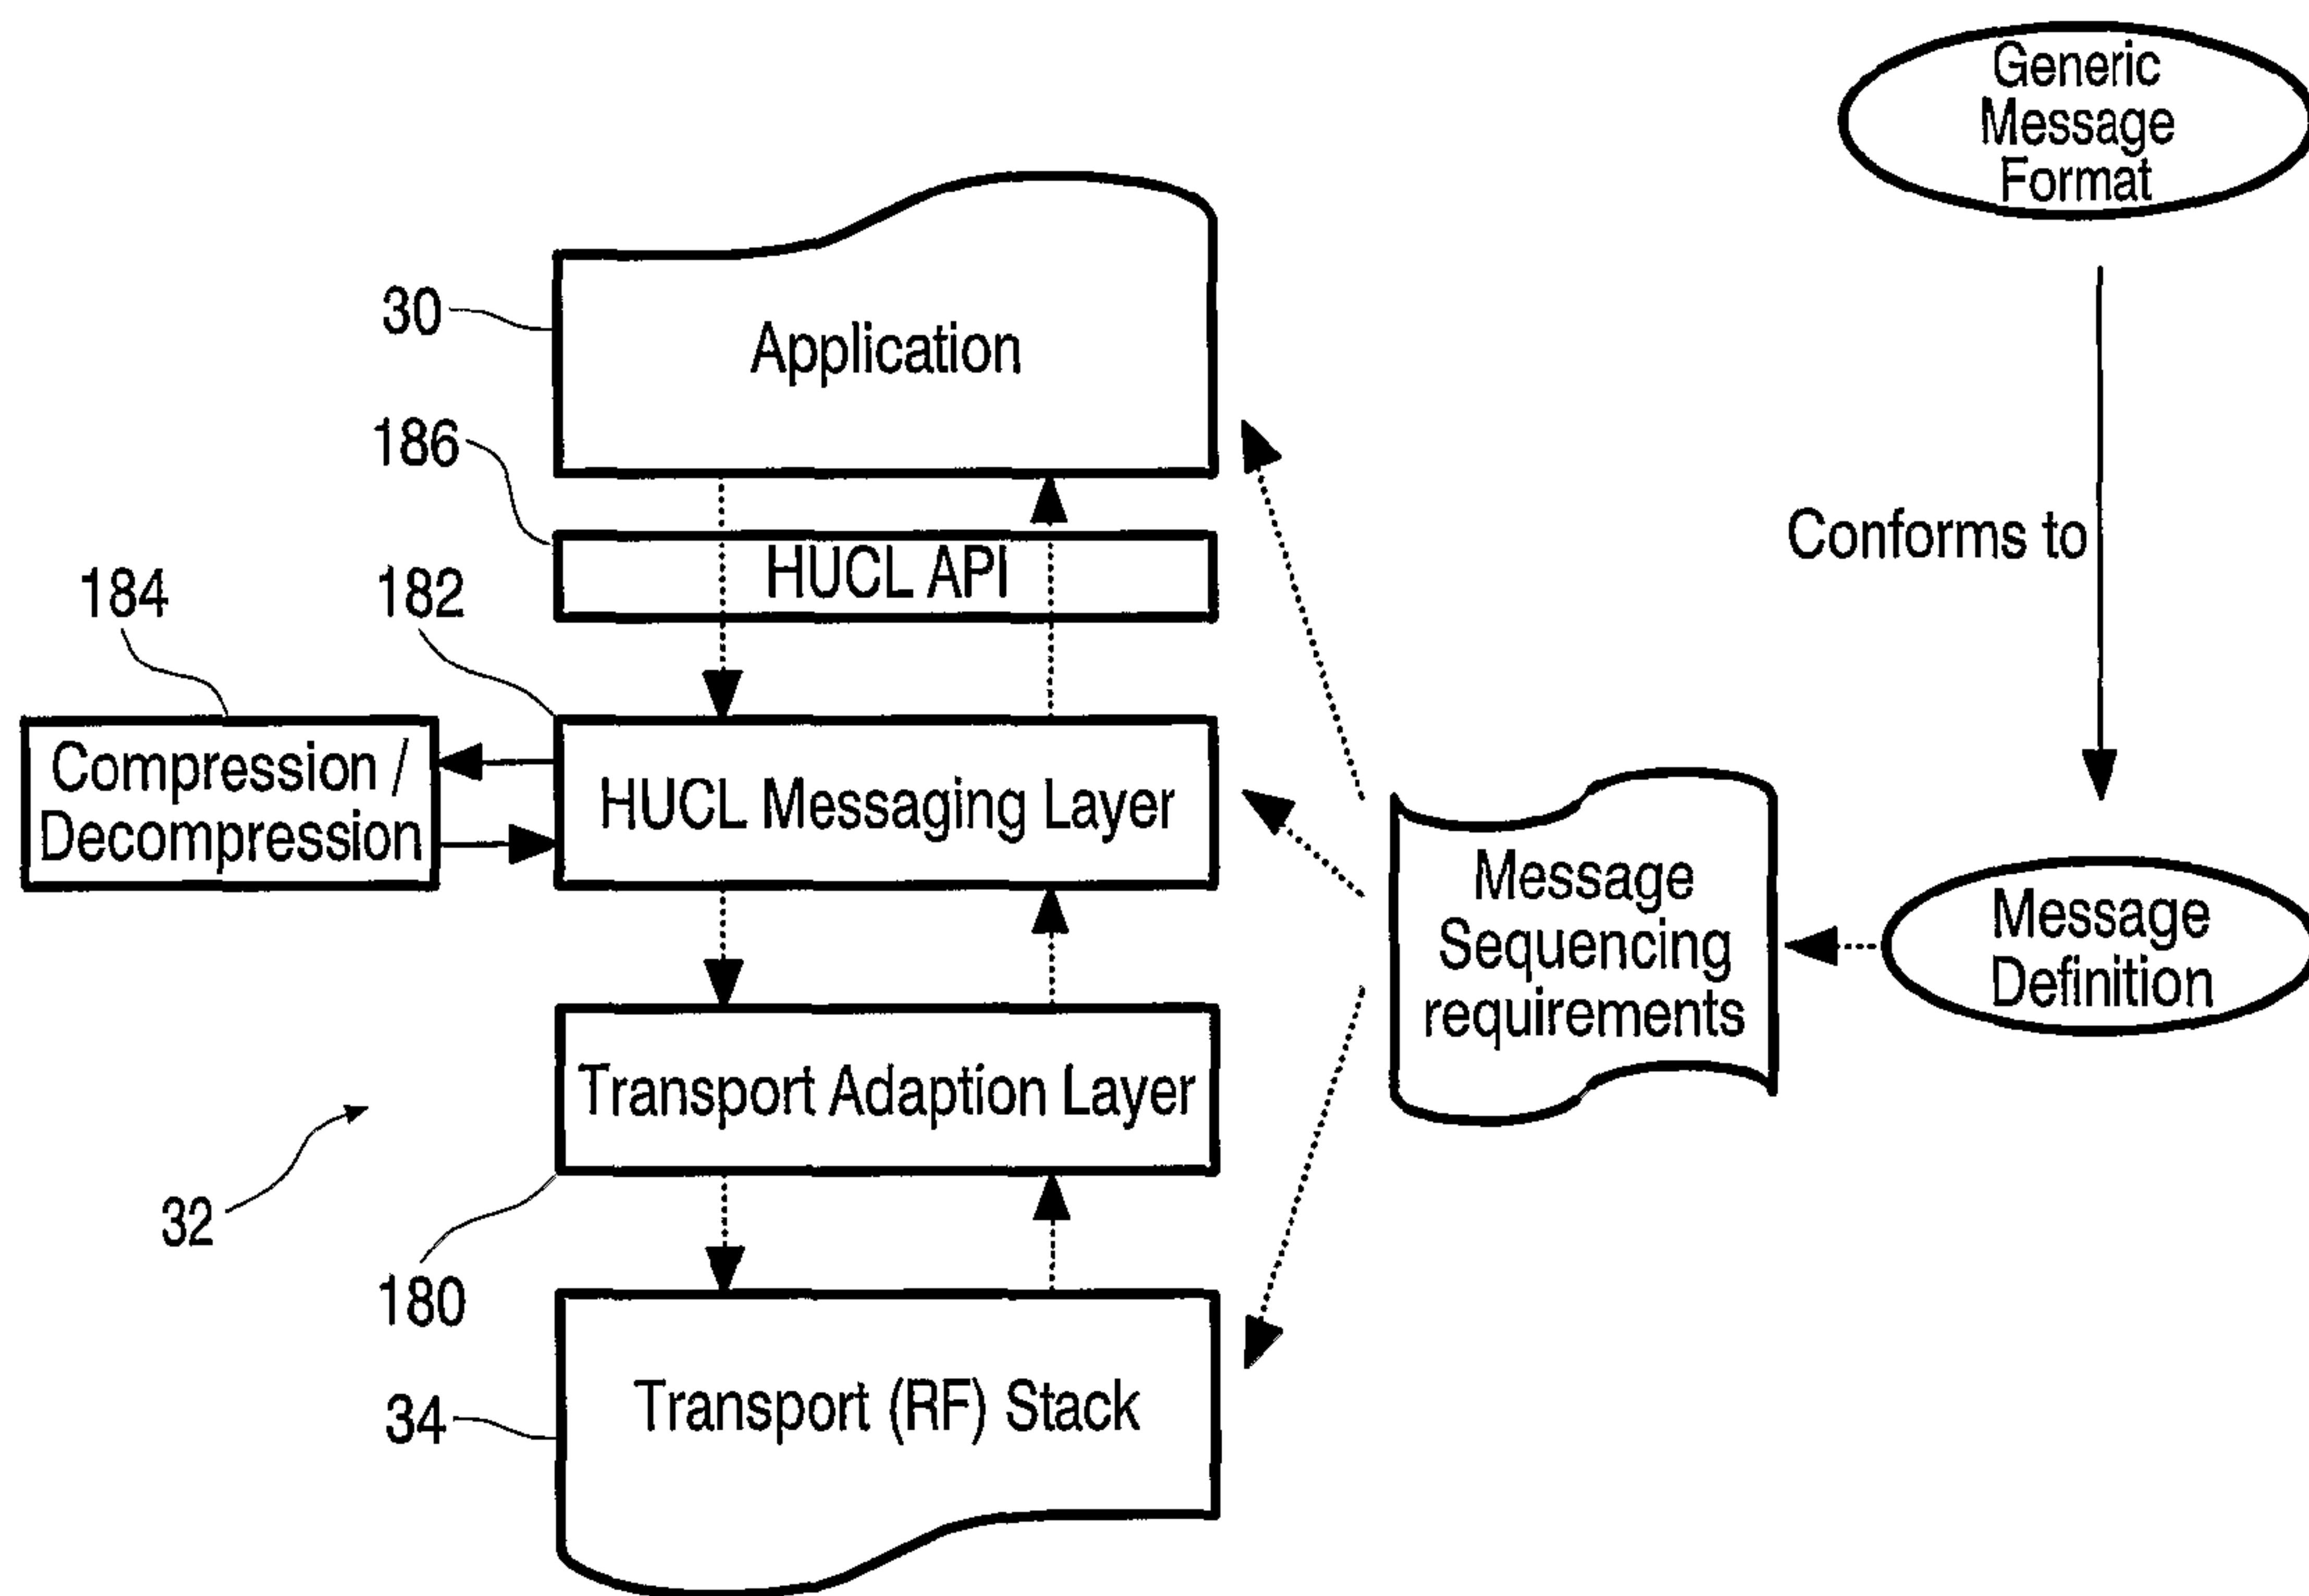 Generic
Message
Format
30
Application
186
Conforms to
HUCL API
184
182
Compression /
Decompression
HUCL Messaging Layer
Message
Sequencing
requirements
Message
Definition
Transport Adaption Layer
32
180
34
Transport (RF) Stack